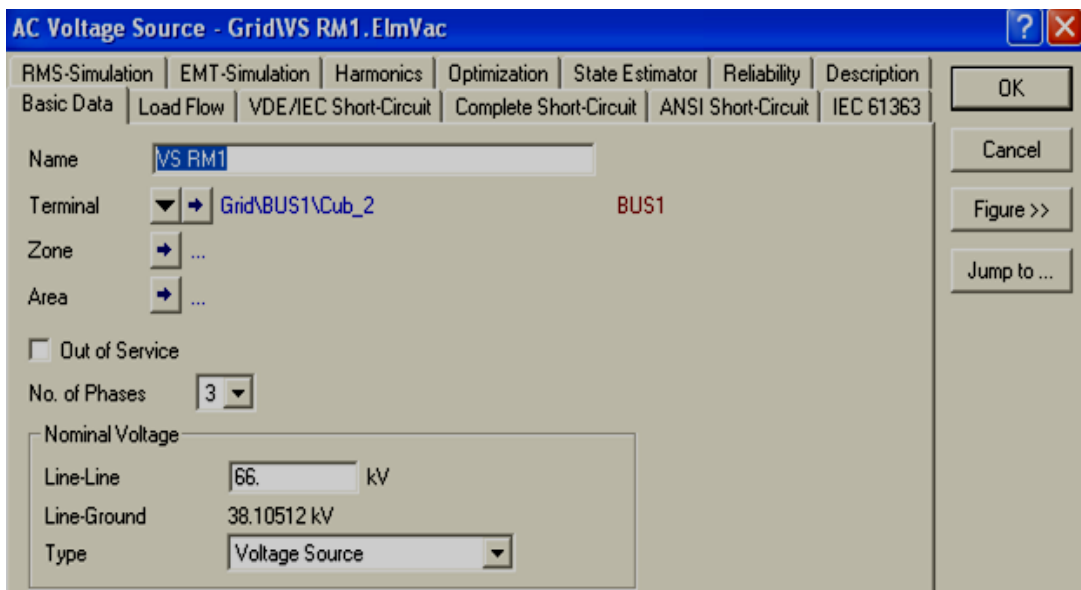 AC Voltage Source - Grid\VS RM1.ElmVac
RMS-Simulation EMT-Simulation Harmonics Optimization State Estimator Reliability Description
Basic Data Load Flow VDE/IEC Short-Circuit Complete Short-Circuit ANSI Short-Circuit IEC 61363
OK
Name VS RM1
Cancel
Terminal Grid\BUS1\Cub_2 BUS1
Figure >>
Zone ...
Jump to ...
Area ...
Out of Service
No. of Phases 3
Nominal Voltage
Line-Line 66. kV
Line-Ground 38.10512 kV
Type Voltage Source